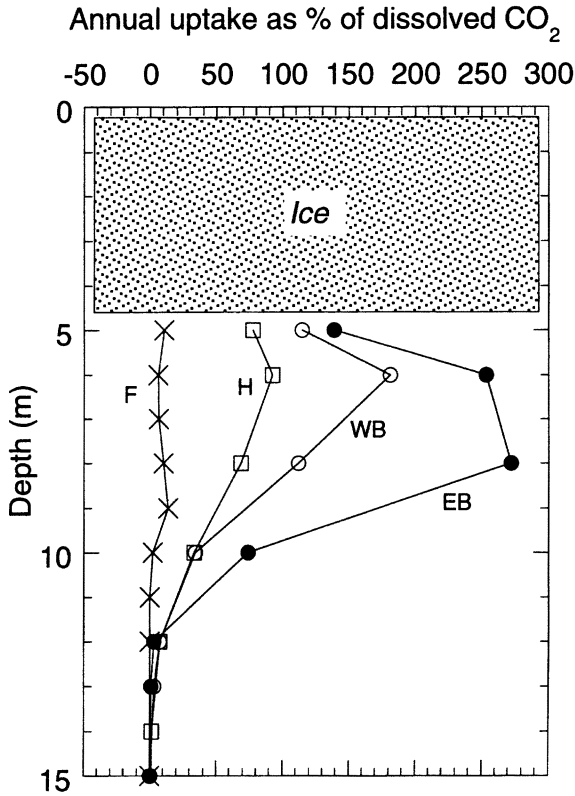 Annual uptake as % of dissolved CO2
-50 0 50 100 150 200 250 300
0
Ice
5
F
H
WB
EB
Depth (m)
10
15